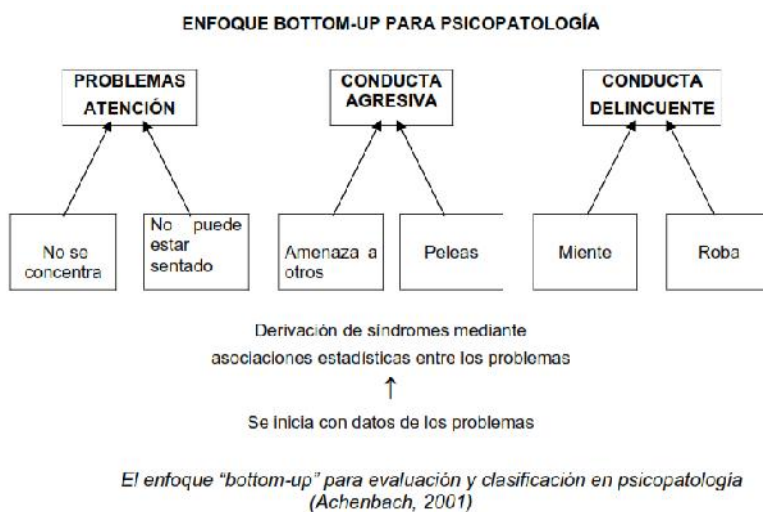 ENFOQUE BOTTOM-UP PARA PSICOPATOLOGÍA
PROBLEMAS
ATENCIÓN
CONDUCTA
AGRESIVA
CONDUCTA
DELINCUENTE
No se
concentra
No puede
estar
sentado
Amenaza a
otros
Peleas
Miente
Roba
Derivación de síndromes mediante
asociaciones estadísticas entre los problemas
Se inicia con datos de los problemas
El enfoque “bottom-up” para evaluación y clasificación en psicopatología
(Achenbach, 2001)